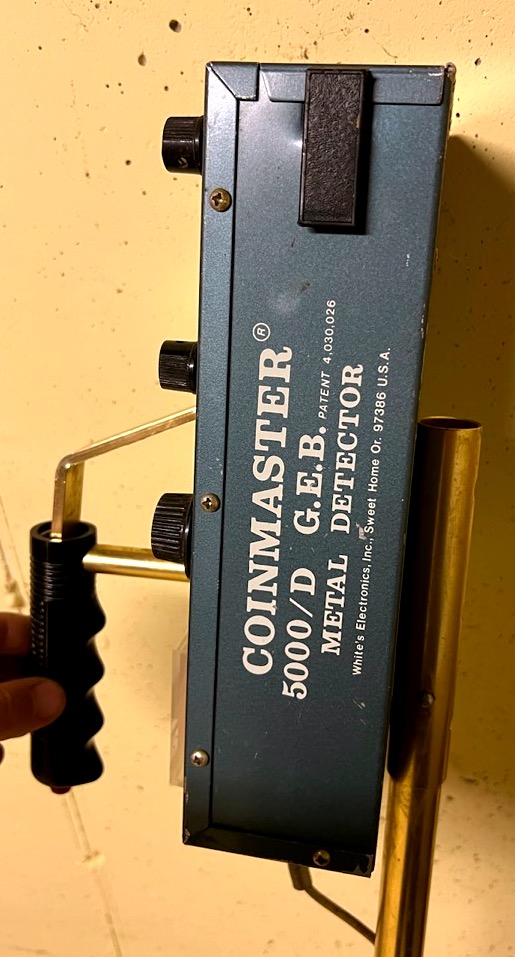 COINMASTER®
5000/D G.E.B. PATENT 4,030,026
METAL DETECTOR
White's Electronics, Inc., Sweet Home Or. 97386 U.S.A.